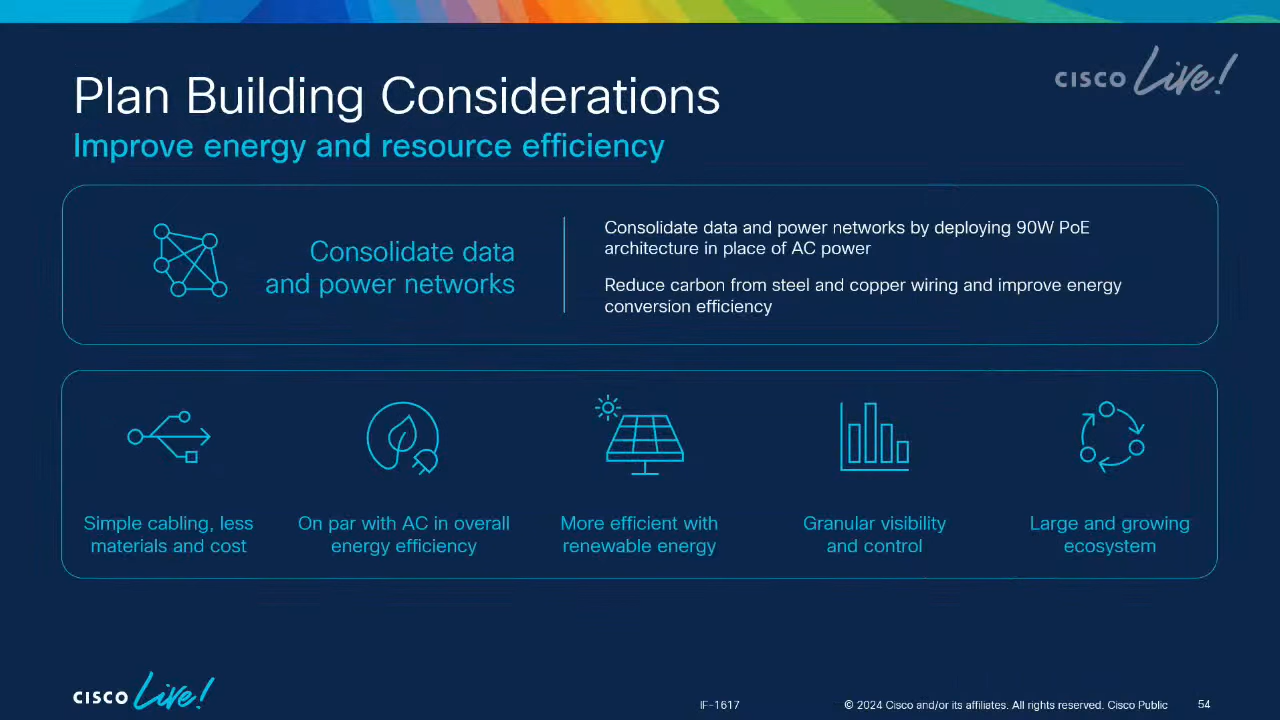 CISCO Live!
Plan Building Considerations
Improve energy and resource efficiency
Consolidate data
and power networks
Consolidate data and power networks by deploying 90W PoE
architecture in place of AC power
Reduce carbon from steel and copper wiring and improve energy
conversion efficiency
Simple cabling, less
materials and cost
On par with AC in overall
energy efficiency
More efficient with
renewable energy
Granular visibility
and control
Large and growing
ecosystem
CISCO Live!
IF-1617
© 2024 Cisco and/or its affiliates. All rights reserved. Cisco Public
54